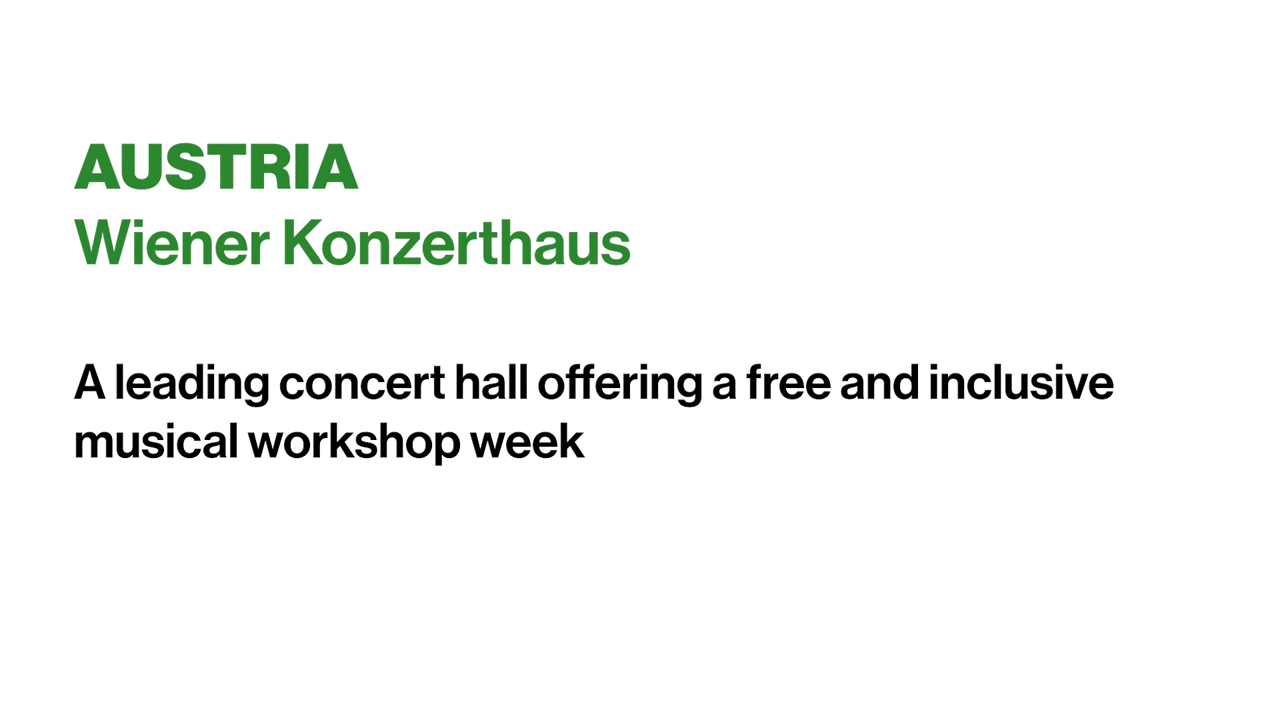 AUSTRIA
Wiener Konzerthaus
A leading concert hall offering a free and inclusive
musical workshop week